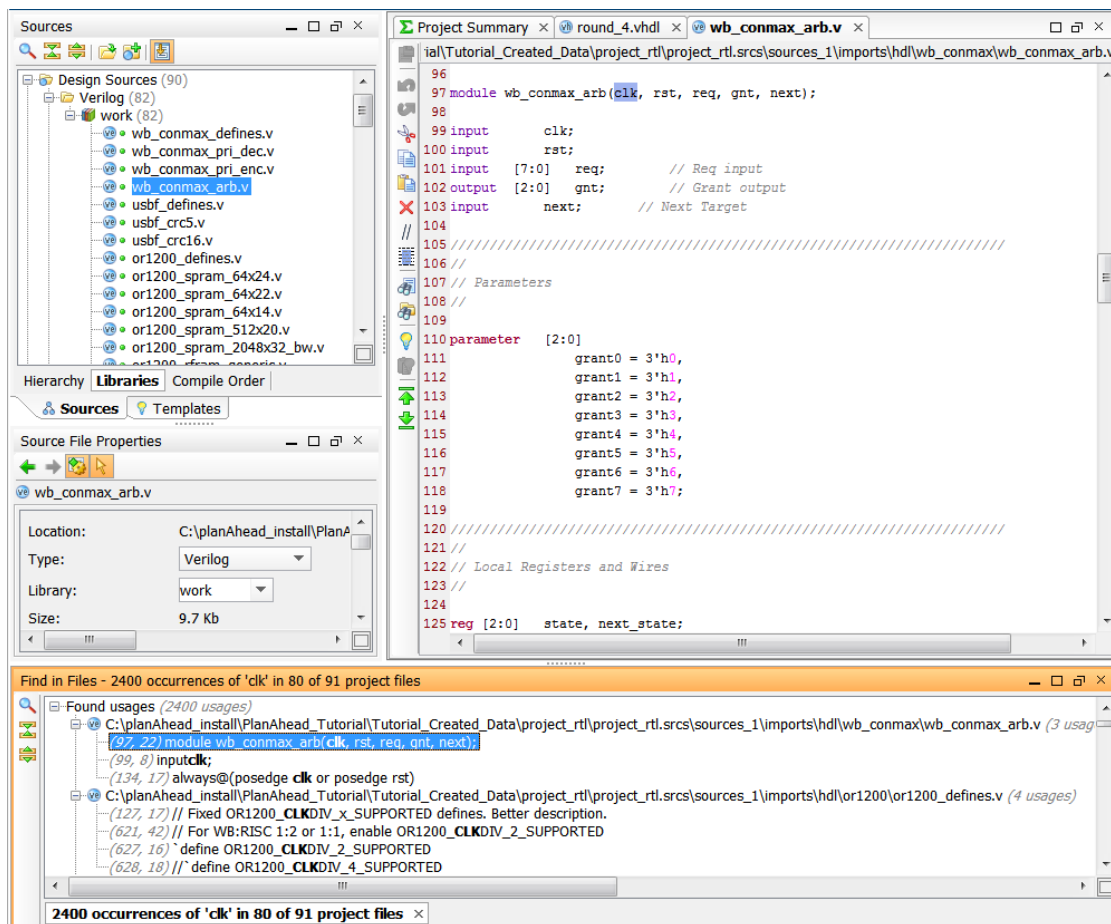 Sources
Design Sources (90)
Verilog (82)
work (82)
wb_conmax_defines.v
wb_conmax_pri_dec.v
wb_conmax_pri_enc.v
wb_conmax_arb.v
usbf_defines.v
usbf_crc5.v
usbf_crc16.v
or1200_defines.v
or1200_spram_64x24.v
or1200_spram_64x22.v
or1200_spram_64x14.v
or1200_spram_512x20.v
or1200_spram_2048x32_bw.v
or1200_rfram_generic.v
Hierarchy Libraries Compile Order
Sources Templates
Source File Properties
wb_conmax_arb.v
Location: C:\planAhead_install\PlanA
Type: Verilog
Library: work
Size: 9.7 Kb
Project Summary round_4.vhdl wb_conmax_arb.v
ial\Tutorial_Created_Data\project_rtl\project_rtl.srcs\sources_1\imports\hdl\wb_conmax\wb_conmax_arb.v
96
97 module wb_conmax_arb(clk, rst, req, gnt, next);
98
99 input clk;
100 input rst;
101 input [7:0] req; // Req input
102 output [2:0] gnt; // Grant output
103 input next; // Next Target
104
105 ///////////////////////////////////////////////////////////////////////
106 //
107 // Parameters
108 //
109
110 parameter [2:0]
111 grant0 = 3'h0,
112 grant1 = 3'h1,
113 grant2 = 3'h2,
114 grant3 = 3'h3,
115 grant4 = 3'h4,
116 grant5 = 3'h5,
117 grant6 = 3'h6,
118 grant7 = 3'h7;
119
120 ///////////////////////////////////////////////////////////////////////
121 //
122 // Local Registers and Wires
123 //
124
125 reg [2:0] state, next_state;
Find in Files - 2400 occurrences of 'clk' in 80 of 91 project files
Found usages (2400 usages)
C:\planAhead_install\PlanAhead_Tutorial\Tutorial_Created_Data\project_rtl\project_rtl.srcs\sources_1\imports\hdl\wb_conmax\wb_conmax_arb.v (3 usag
(97, 22) module wb_conmax_arb(clk, rst, req, gnt, next);
(99, 8) inputclk;
(134, 17) always@(posedge clk or posedge rst)
C:\planAhead_install\PlanAhead_Tutorial\Tutorial_Created_Data\project_rtl\project_rtl.srcs\sources_1\imports\hdl\or1200\or1200_defines.v (4 usages)
(127, 17) // Fixed OR1200_CLKDIV_x_SUPPORTED defines. Better description.
(621, 42) // For WB:RISC 1:2 or 1:1, enable OR1200_CLKDIV_2_SUPPORTED
(627, 16) `define OR1200_CLKDIV_2_SUPPORTED
(628, 18) //`define OR1200_CLKDIV_4_SUPPORTED
2400 occurrences of 'clk' in 80 of 91 project files